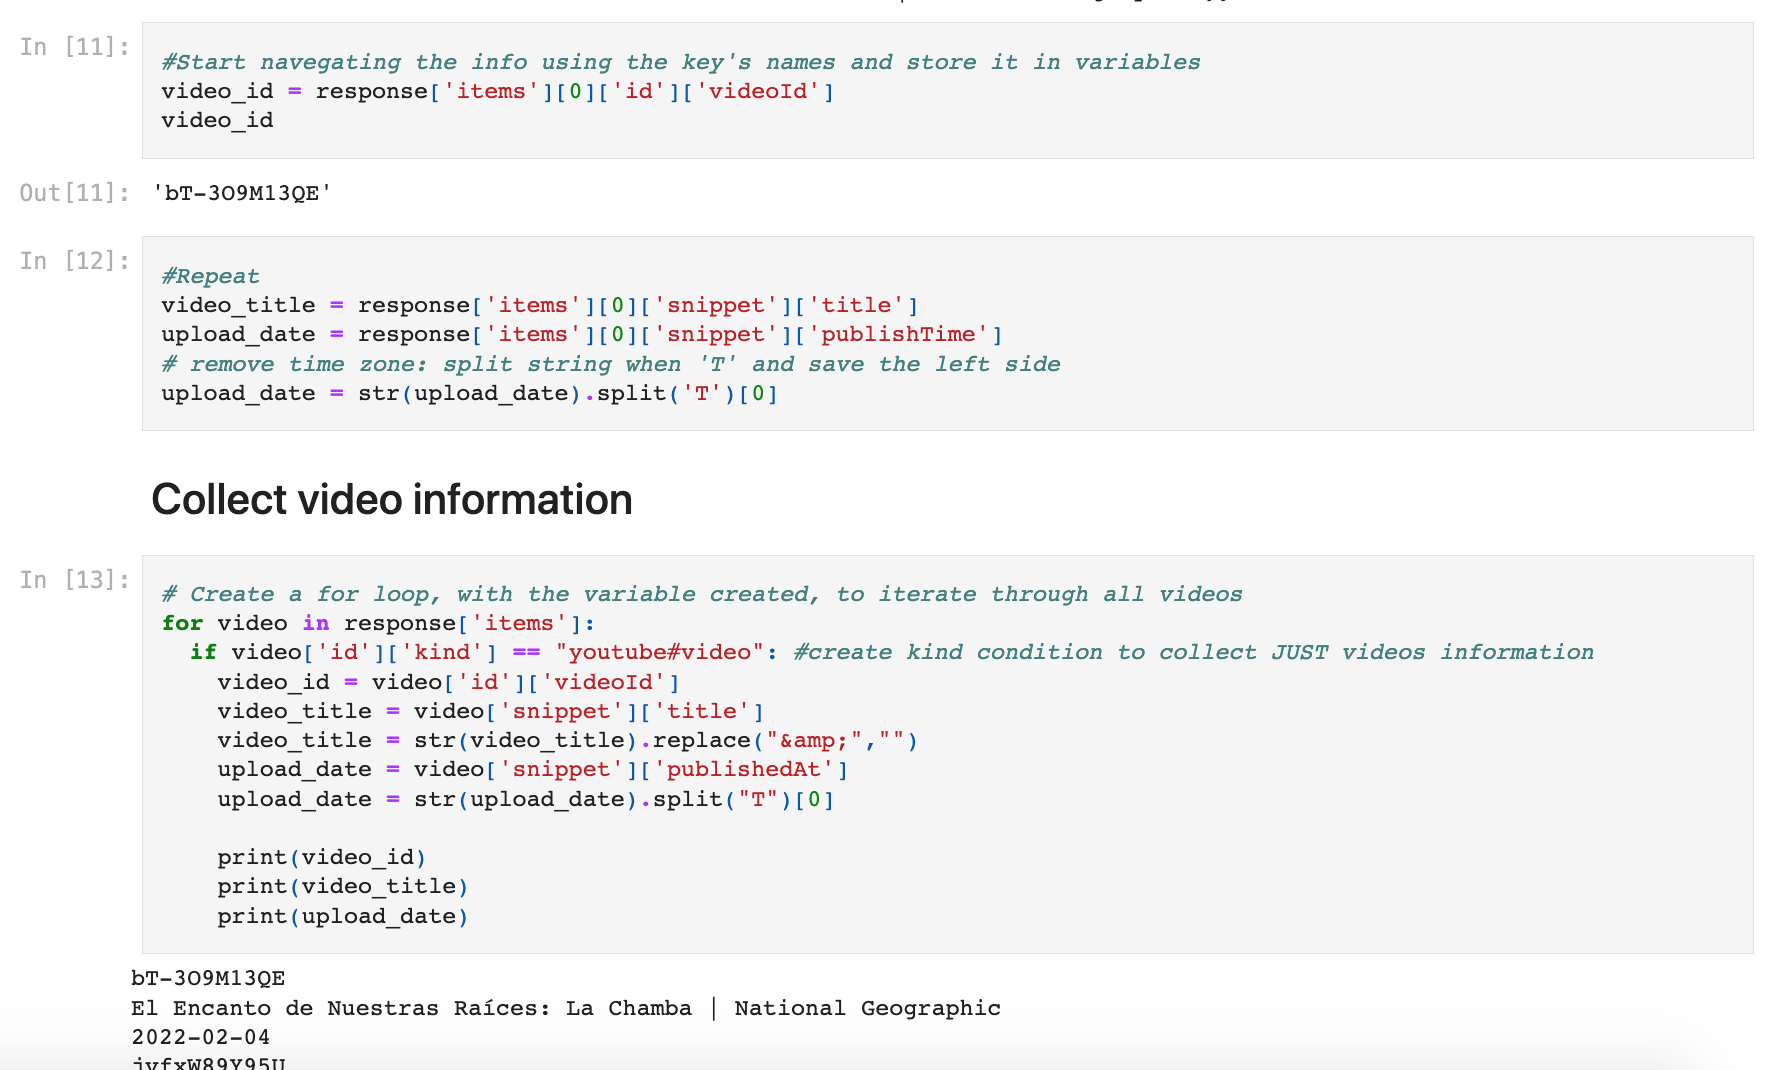 In [11]:
#Start navegating the info using the key's names and store it in variables
video_id = response['items'][0]['id']['videoId']
video_id
Out[11]: 'bT-3O9M13QE'
In [12]:
#Repeat
video_title = response['items'][0]['snippet']['title']
upload_date = response['items'][0]['snippet']['publishTime']
# remove time zone: split string when 'T' and save the left side
upload_date = str(upload_date).split('T')[0]
Collect video information
In [13]:
# Create a for loop, with the variable created, to iterate through all videos
for video in response['items']:
  if video['id']['kind'] == "youtube#video": #create kind condition to collect JUST videos information
    video_id = video['id']['videoId']
    video_title = video['snippet']['title']
    video_title = str(video_title).replace("&amp;","")
    upload_date = video['snippet']['publishedAt']
    upload_date = str(upload_date).split("T")[0]
    print(video_id)
    print(video_title)
    print(upload_date)
bT-3O9M13QE
El Encanto de Nuestras Raíces: La Chamba | National Geographic
2022-02-04